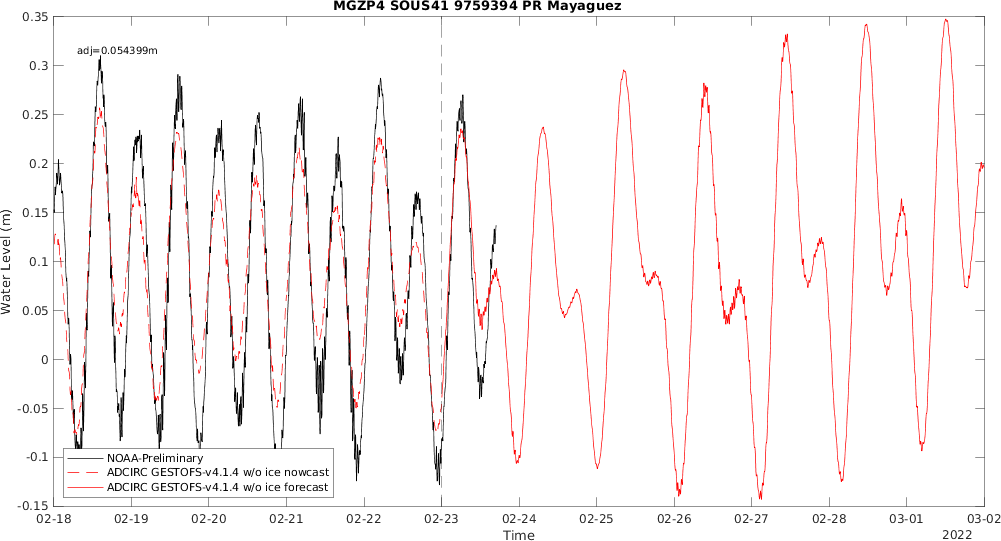 MGZP4 SOUS41 9759394 PR Mayaguez
adj=0.054399m
0.35
0.3
0.25
0.2
0.15
0.1
0.05
0
-0.05
-0.1
-0.15
Water Level (m)
NOAA-Preliminary
ADCIRC GESTOFS-v4.1.4 w/o ice nowcast
ADCIRC GESTOFS-v4.1.4 w/o ice forecast
02-18 02-19 02-20 02-21 02-22 02-23 02-24 02-25 02-26 02-27 02-28 03-01 03-02
Time
2022